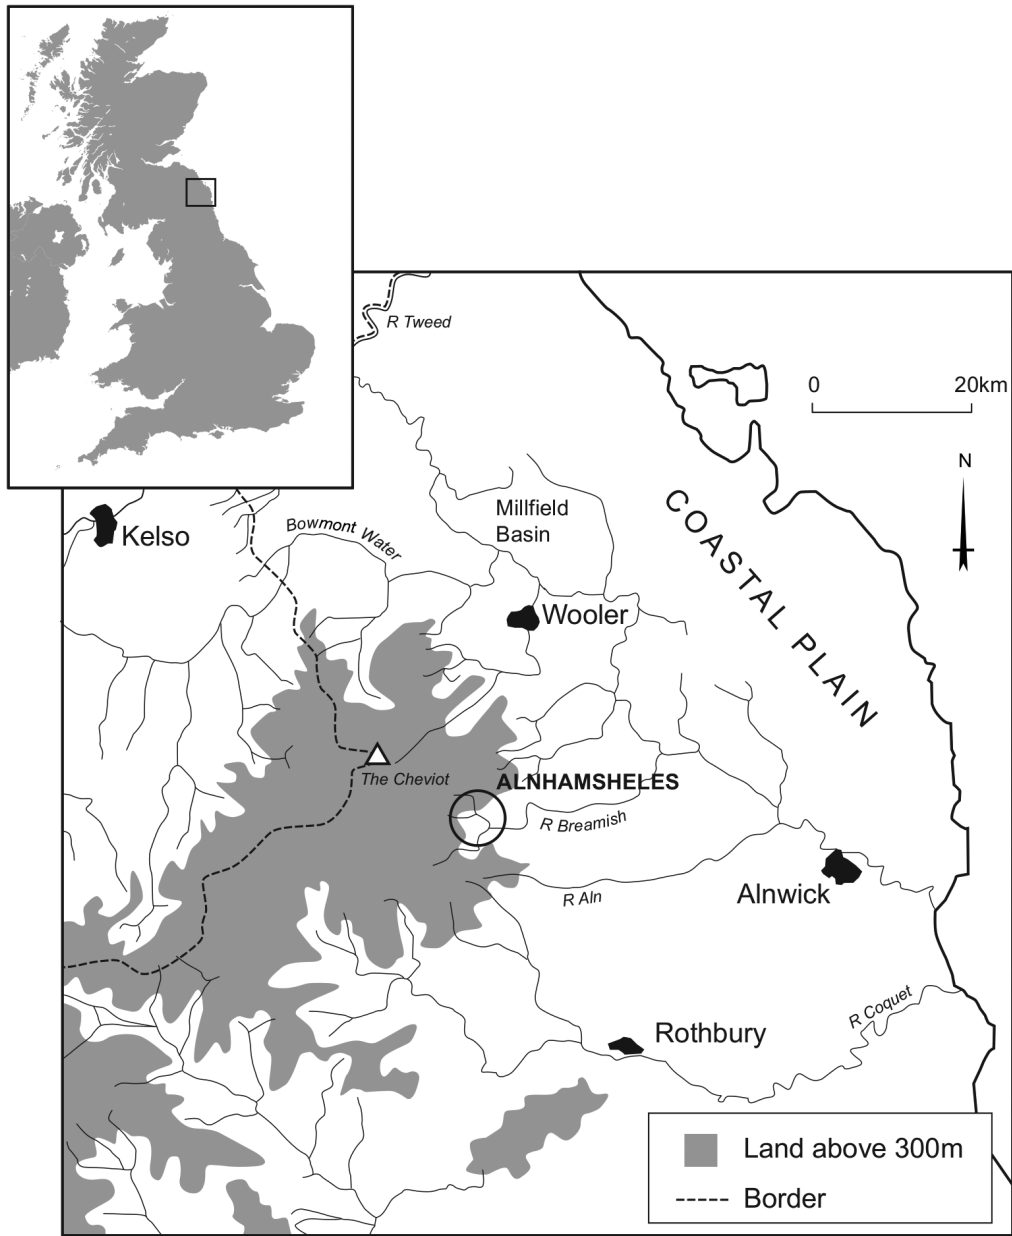 R Tweed
0 20km
N
Millfield
Basin
COASTAL PLAIN
Kelso
Bowmont Water
Wooler
The Cheviot
ALNHAMSHELES
R Breamish
R Aln
Alnwick
R Coquet
Rothbury
Land above 300m
Border